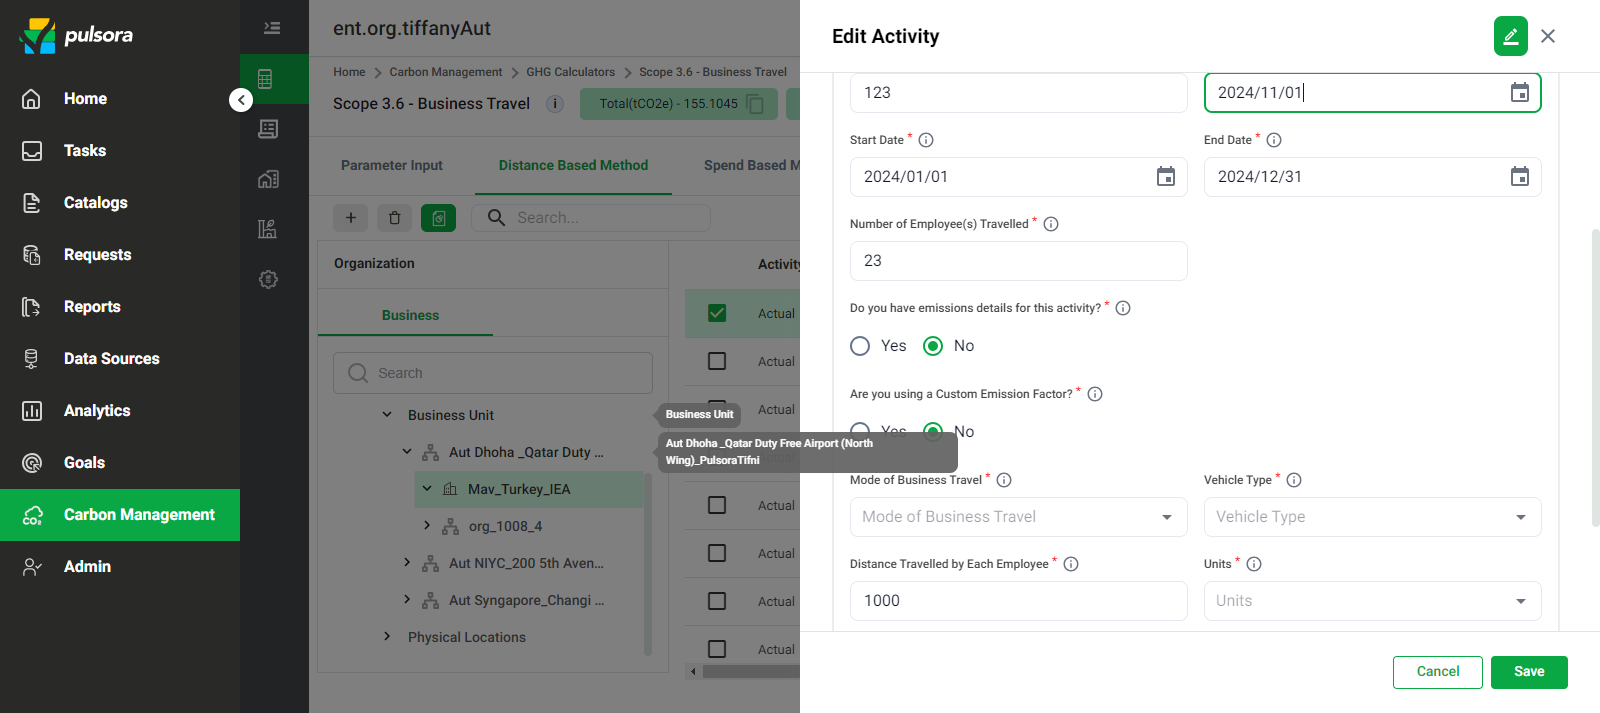 pulsora
Home
Tasks
Catalogs
Requests
Reports
Data Sources
Analytics
Goals
Carbon Management
Admin
ent.org.tiffanyAut
Home > Carbon Management > GHG Calculators > Scope 3.6 - Business Travel
Scope 3.6 - Business Travel
Total(tCO2e) - 155.1045
Parameter Input
Distance Based Method
Spend Based M
Search...
Organization
Business
Search
Business Unit
Aut Dhoha _Qatar Duty ...
Mav_Turkey_IEA
org_1008_4
Aut NIYC_200 5th Aven...
Aut Syngapore_Changi ...
Physical Locations
Business Unit
Aut Dhoha _Qatar Duty Free Airport (North
Wing)_PulsoraTifni
Activity
Actual
Actual
Actual
Actual
Actual
Actual
Actual
Edit Activity
123
2024/11/01
Start Date *
End Date *
2024/01/01
2024/12/31
Number of Employee(s) Travelled *
23
Do you have emissions details for this activity? *
Yes
No
Are you using a Custom Emission Factor? *
Yes
No
Mode of Business Travel *
Vehicle Type *
Mode of Business Travel
Vehicle Type
Distance Travelled by Each Employee *
Units *
1000
Units
Cancel
Save